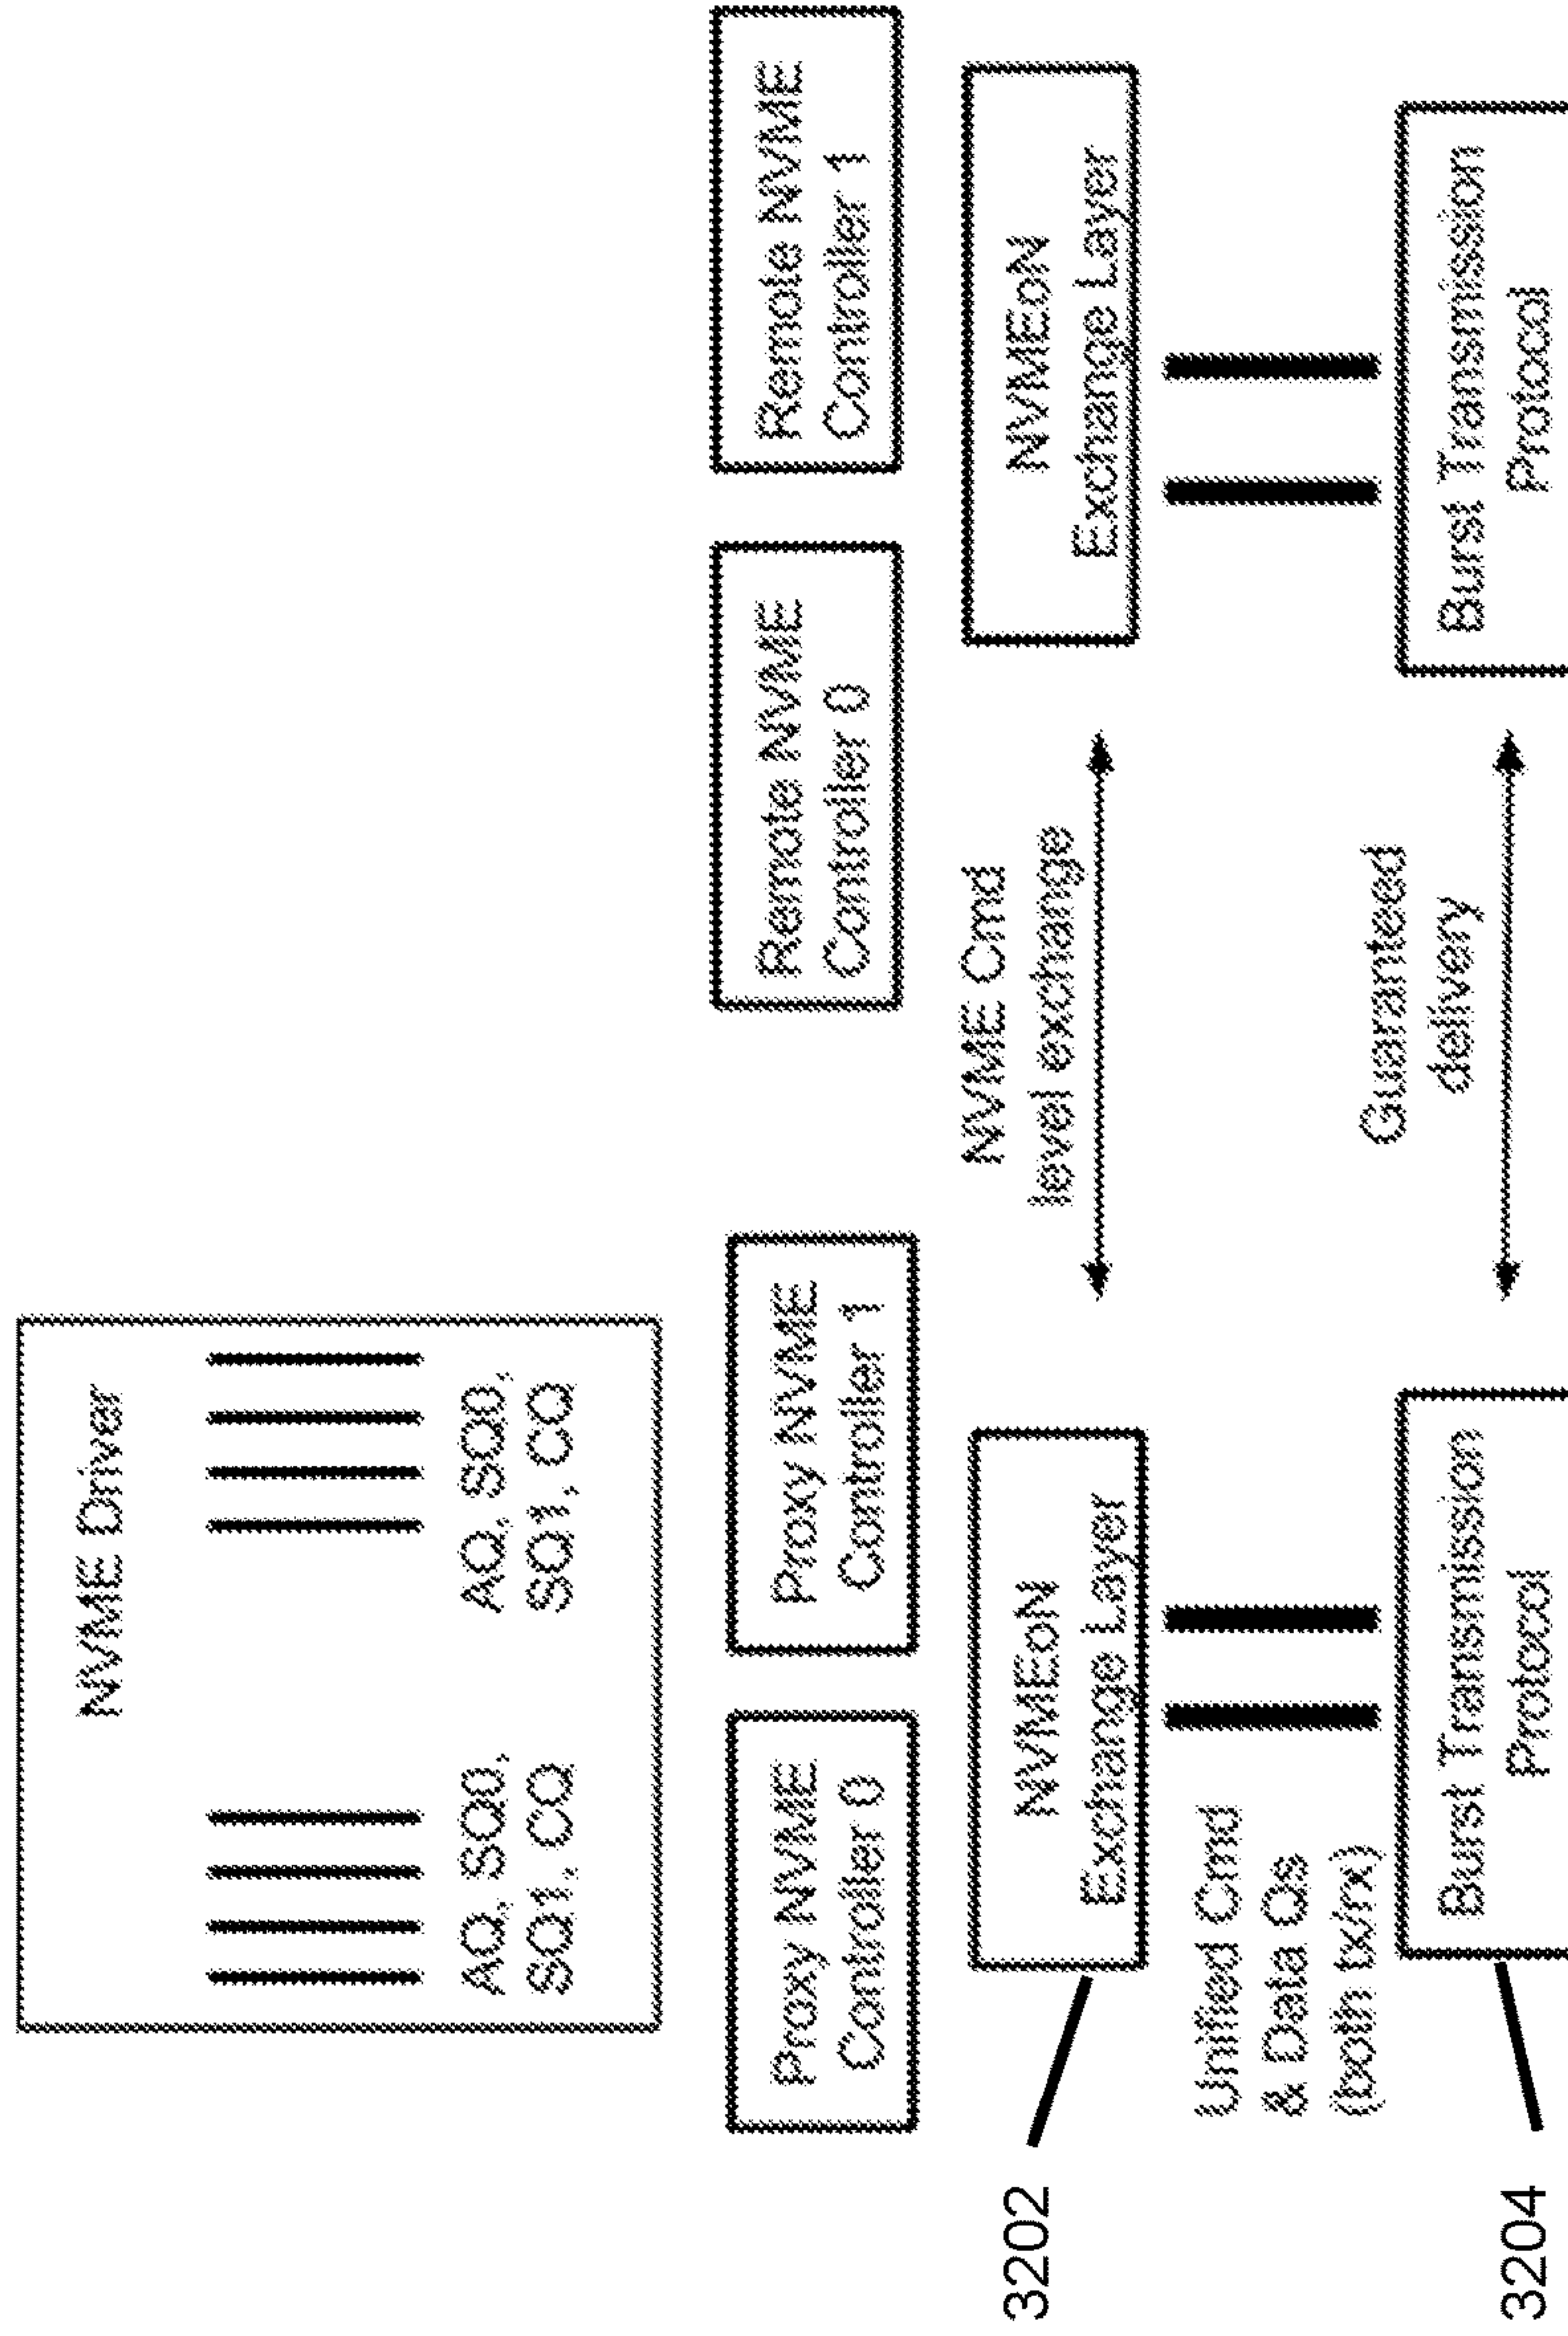 NVME Driver
AQ, SQ0,
SQ1, CQ
AQ, SQ0,
SQ1, CQ
Proxy NVME
Controller 0
Proxy NVME
Controller 1
Remote NVME
Controller 0
Remote NVME
Controller 1
3202
NVMEoN
Exchange Layer
NVME Cmd
level exchange
NVMEoN
Exchange Layer
Unified Cmd
& Data Qs
(both tx/rx)
3204
Burst Transmission
Protocol
Guaranteed
delivery
Burst Transmission
Protocol